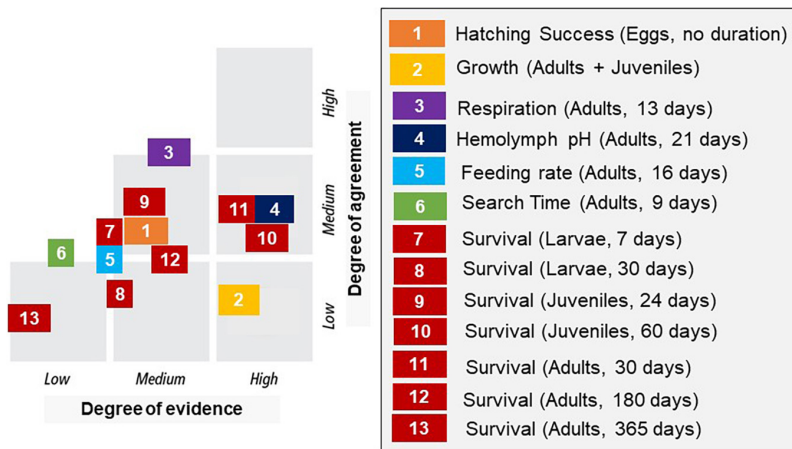 3
9
7
1
11
4
10
6
5
12
8
2
13
High
Medium
Low
Degree of agreement
Low
Medium
High
Degree of evidence
1 Hatching Success (Eggs, no duration)
2 Growth (Adults + Juveniles)
3 Respiration (Adults, 13 days)
4 Hemolymph pH (Adults, 21 days)
5 Feeding rate (Adults, 16 days)
6 Search Time (Adults, 9 days)
7 Survival (Larvae, 7 days)
8 Survival (Larvae, 30 days)
9 Survival (Juveniles, 24 days)
10 Survival (Juveniles, 60 days)
11 Survival (Adults, 30 days)
12 Survival (Adults, 180 days)
13 Survival (Adults, 365 days)